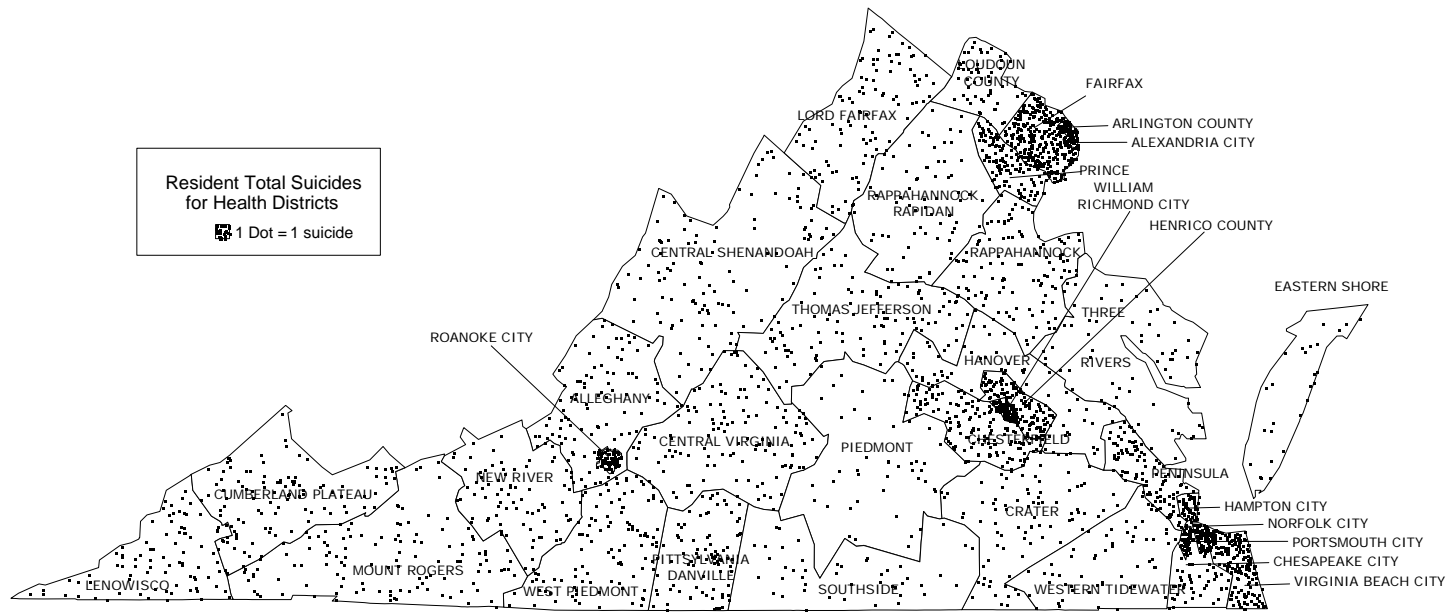 Resident Total Suicides
for Health Districts
1 Dot = 1 suicide
OUDOUN
COUNTY
FAIRFAX
LORD FAIRFAX
ARLINGTON COUNTY
ALEXANDRIA CITY
PRINCE
WILLIAM
RICHMOND CITY
RAPPAHANNOCK
RAPIDAN
HENRICO COUNTY
CENTRAL SHENANDOAH
RAPPAHANNOCK
EASTERN SHORE
THOMAS JEFFERSON
THREE
RIVERS
ROANOKE CITY
HANOVER
ALLEGHANY
CENTRAL VIRGINIA
PIEDMONT
CHESTERFIELD
NEW RIVER
PENINSULA
CUMBERLAND PLATEAU
CRATER
HAMPTON CITY
NORFOLK CITY
PORTSMOUTH CITY
CHESAPEAKE CITY
VIRGINIA BEACH CITY
PITTSYLVANIA
DANVILLE
MOUNT ROGERS
LENOWISCO
WEST PIEDMONT
SOUTHSIDE
WESTERN TIDEWATER